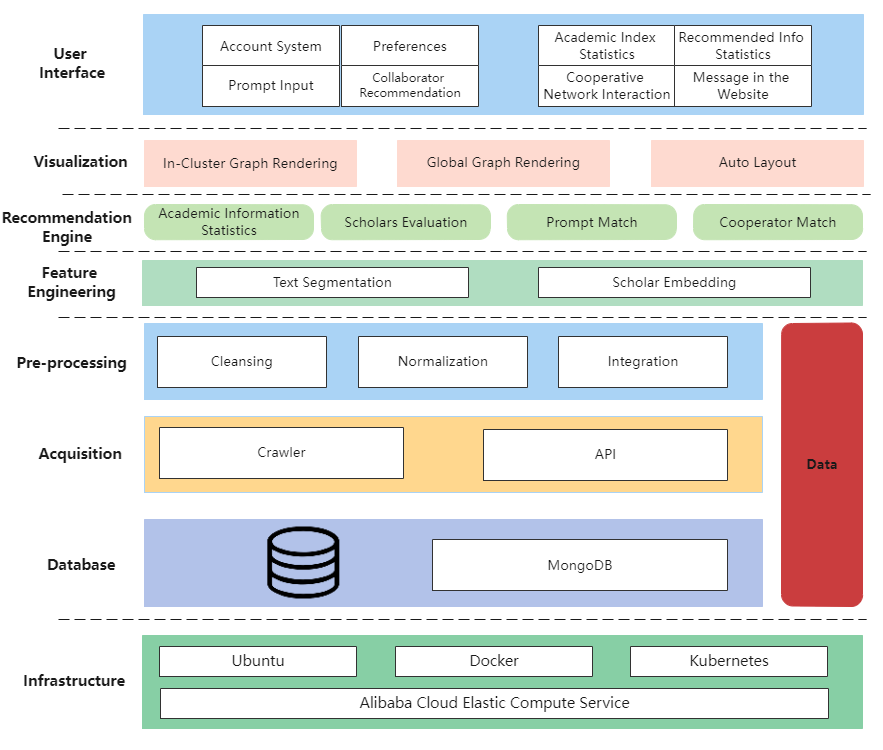 User
Interface
Account System
Preferences
Academic Index
Statistics
Recommended Info
Statistics
Prompt Input
Collaborator
Recommendation
Cooperative
Network Interaction
Message in the
Website
Visualization
In-Cluster Graph Rendering
Global Graph Rendering
Auto Layout
Recommendation
Engine
Academic Information
Statistics
Scholars Evaluation
Prompt Match
Cooperator Match
Feature
Engineering
Text Segmentation
Scholar Embedding
Pre-processing
Cleansing
Normalization
Integration
Acquisition
Crawler
API
Data
Database
MongoDB
Infrastructure
Ubuntu
Docker
Kubernetes
Alibaba Cloud Elastic Compute Service